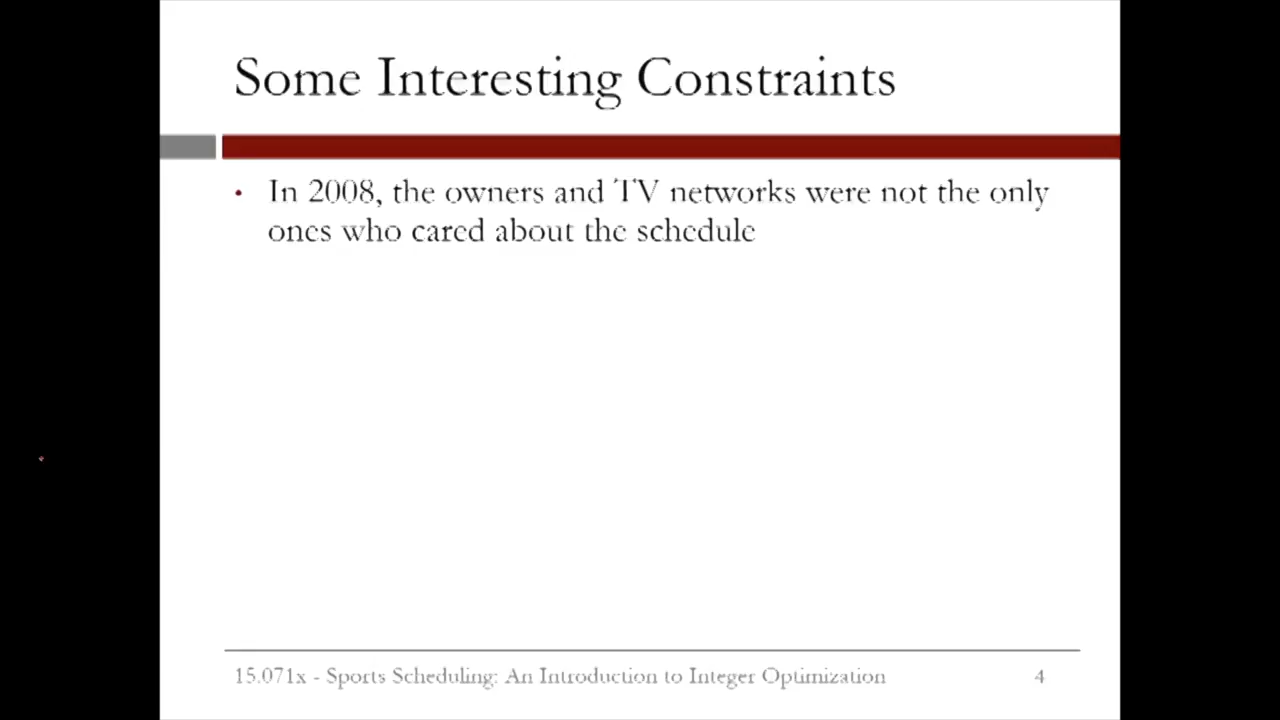 Some Interesting Constraints
• In 2008, the owners and TV networks were not the only
ones who cared about the schedule
15.071x - Sports Scheduling: An Introduction to Integer Optimization 4